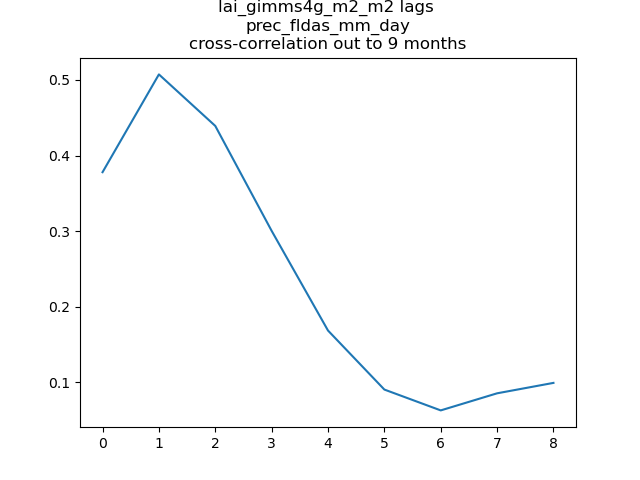 lai_gimms4g_m2_m2 lags
prec_fldas_mm_day
cross-correlation out to 9 months
0.5
0.4
0.3
0.2
0.1
0 1 2 3 4 5 6 7 8